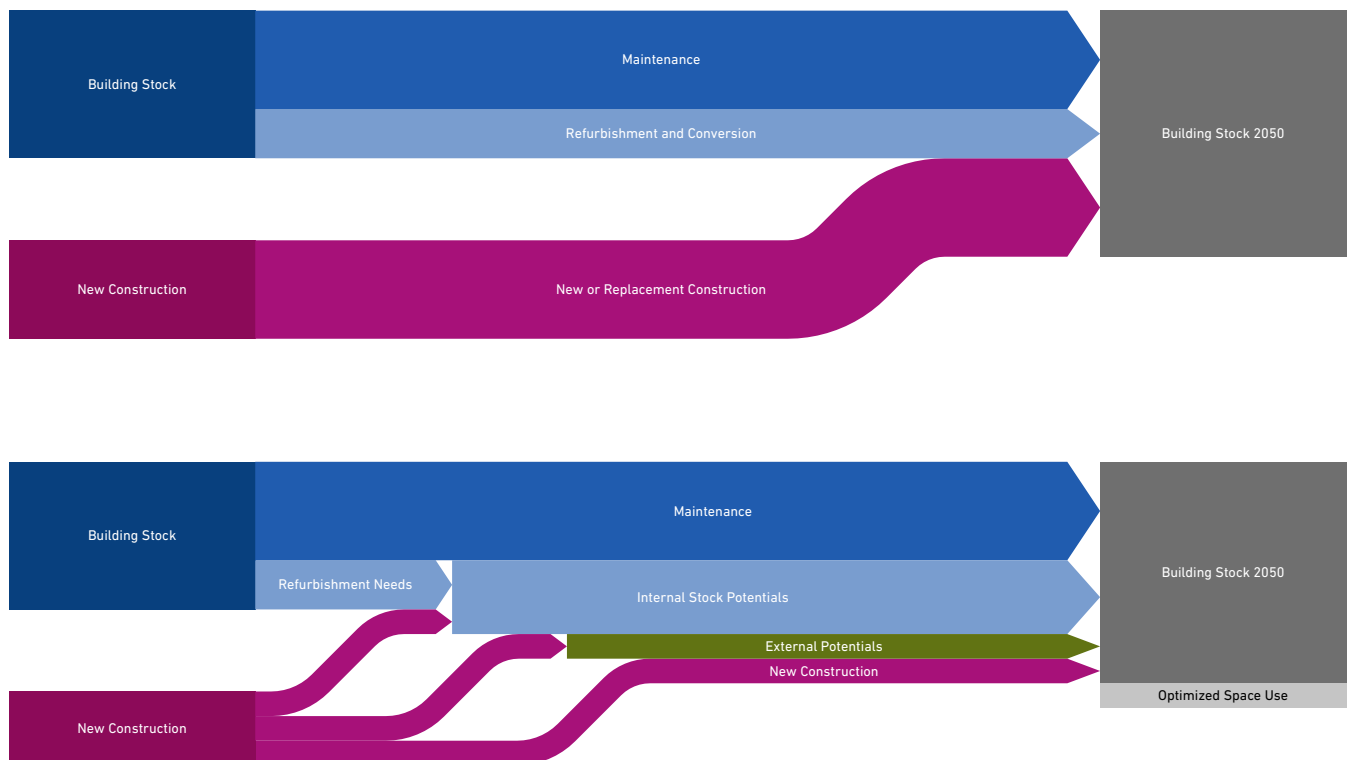 Building Stock
Maintenance
Refurbishment and Conversion
Building Stock 2050
New Construction
New or Replacement Construction
Building Stock
Maintenance
Refurbishment Needs
Internal Stock Potentials
Building Stock 2050
External Potentials
New Construction
Optimized Space Use
New Construction